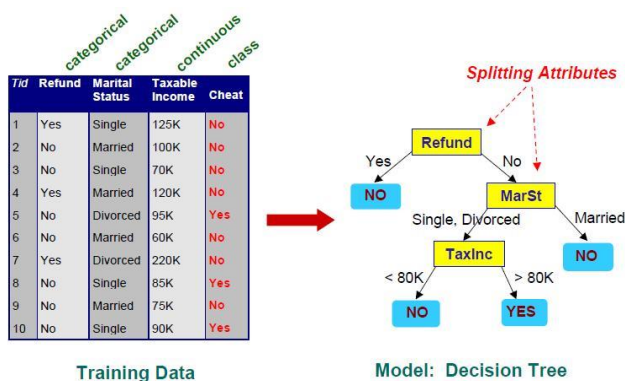 categorical
categorical
continuous
class
Tid Refund Marital Status Taxable Income Cheat
1 Yes Single 125K No
2 No Married 100K No
3 No Single 70K No
4 Yes Married 120K No
5 No Divorced 95K Yes
6 No Married 60K No
7 Yes Divorced 220K No
8 No Single 85K Yes
9 No Married 75K No
10 No Single 90K Yes
Training Data
Splitting Attributes
Refund
Yes No
NO MarSt
Single, Divorced Married
TaxInc NO
< 80K > 80K
NO YES
Model: Decision Tree